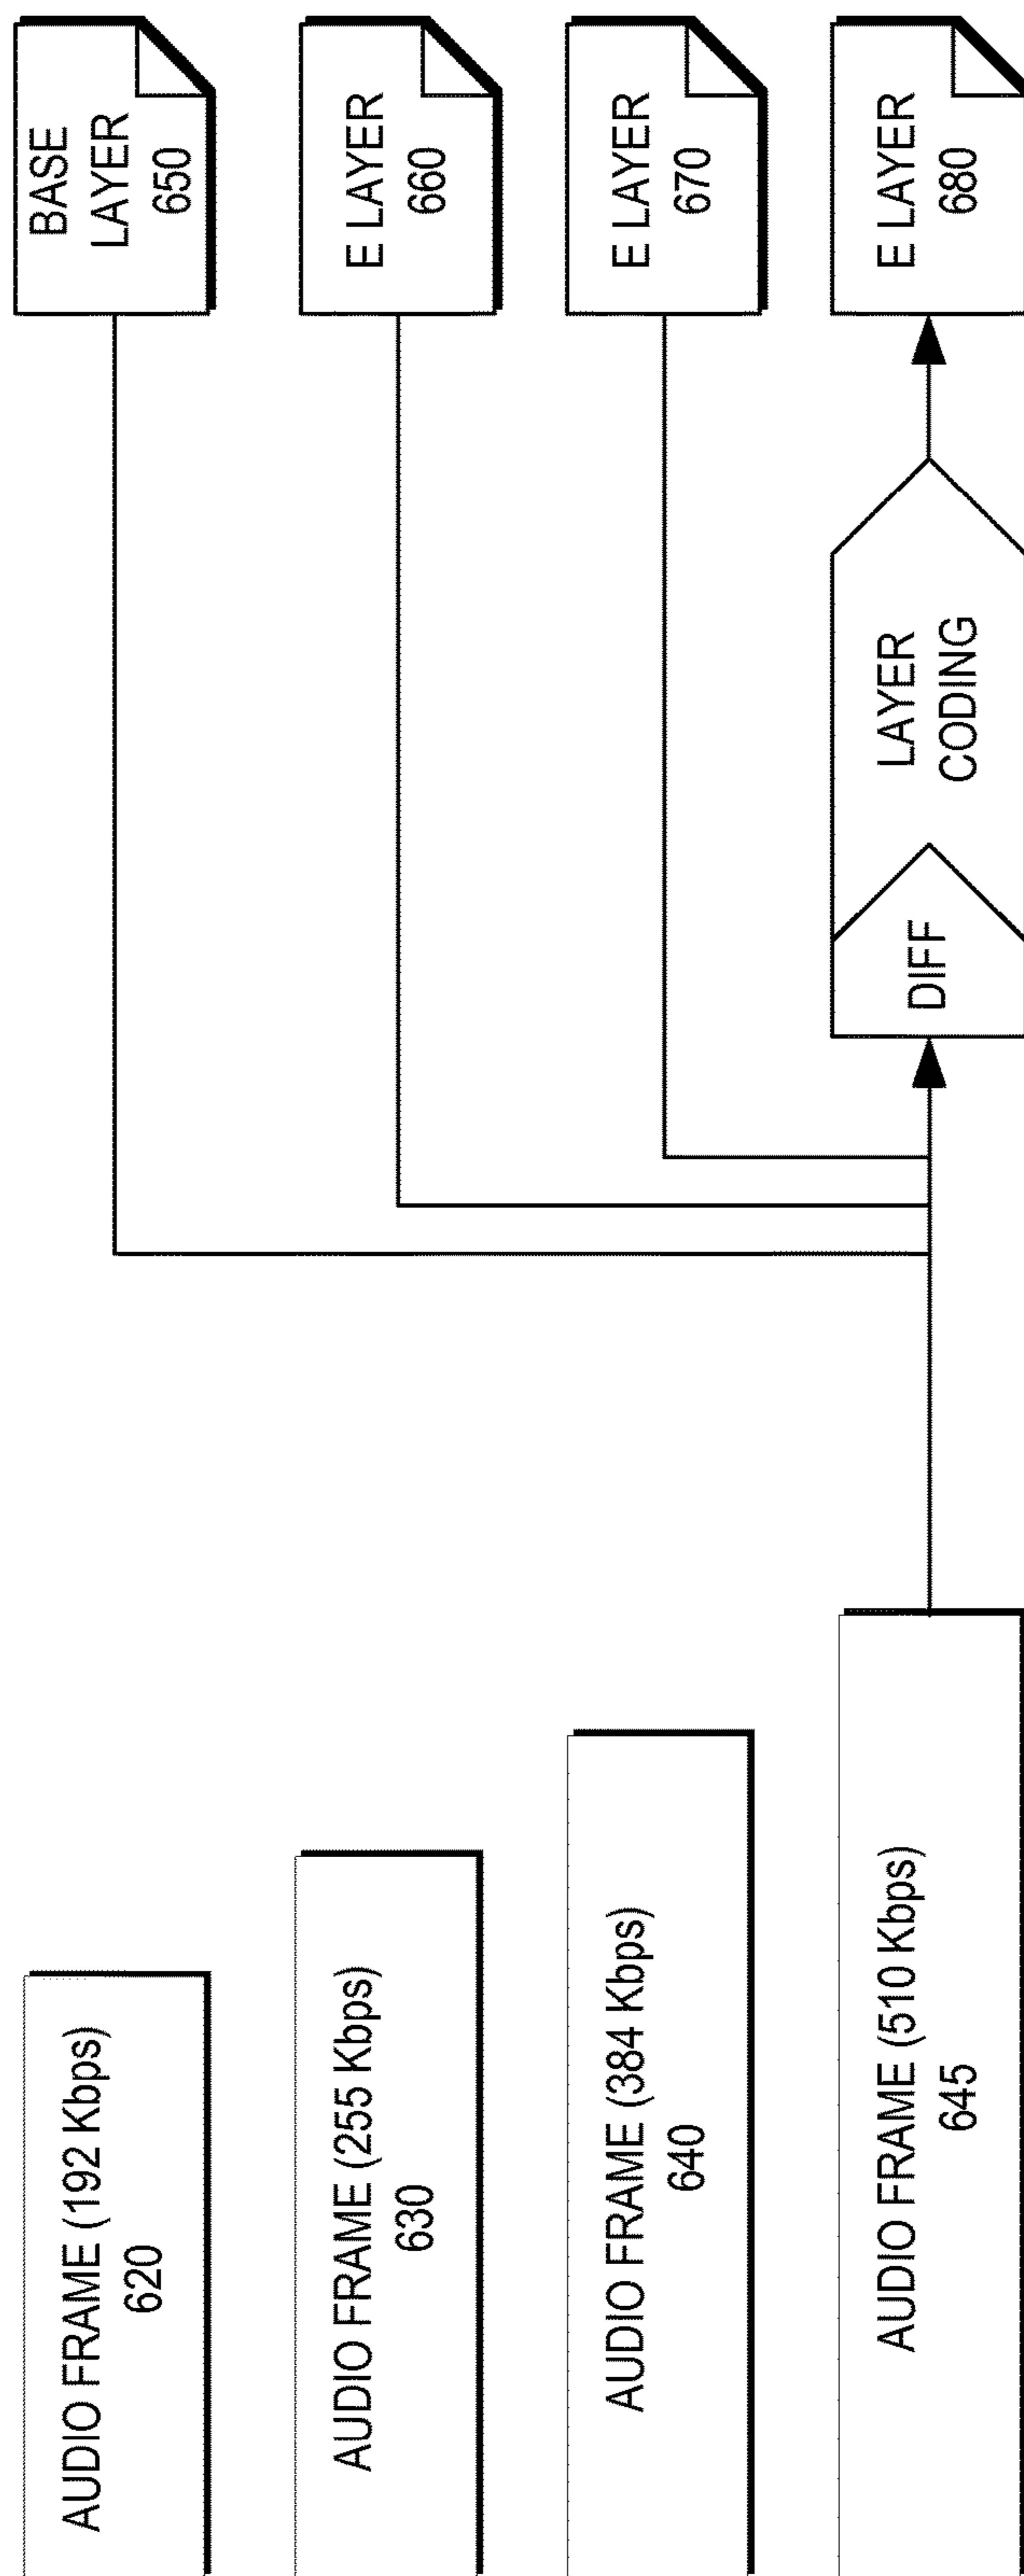 AUDIO FRAME (192 Kbps)
620
BASE
LAYER
650
AUDIO FRAME (255 Kbps)
630
E LAYER
660
AUDIO FRAME (384 Kbps)
640
E LAYER
670
AUDIO FRAME (510 Kbps)
645
DIFF
LAYER
CODING
E LAYER
680